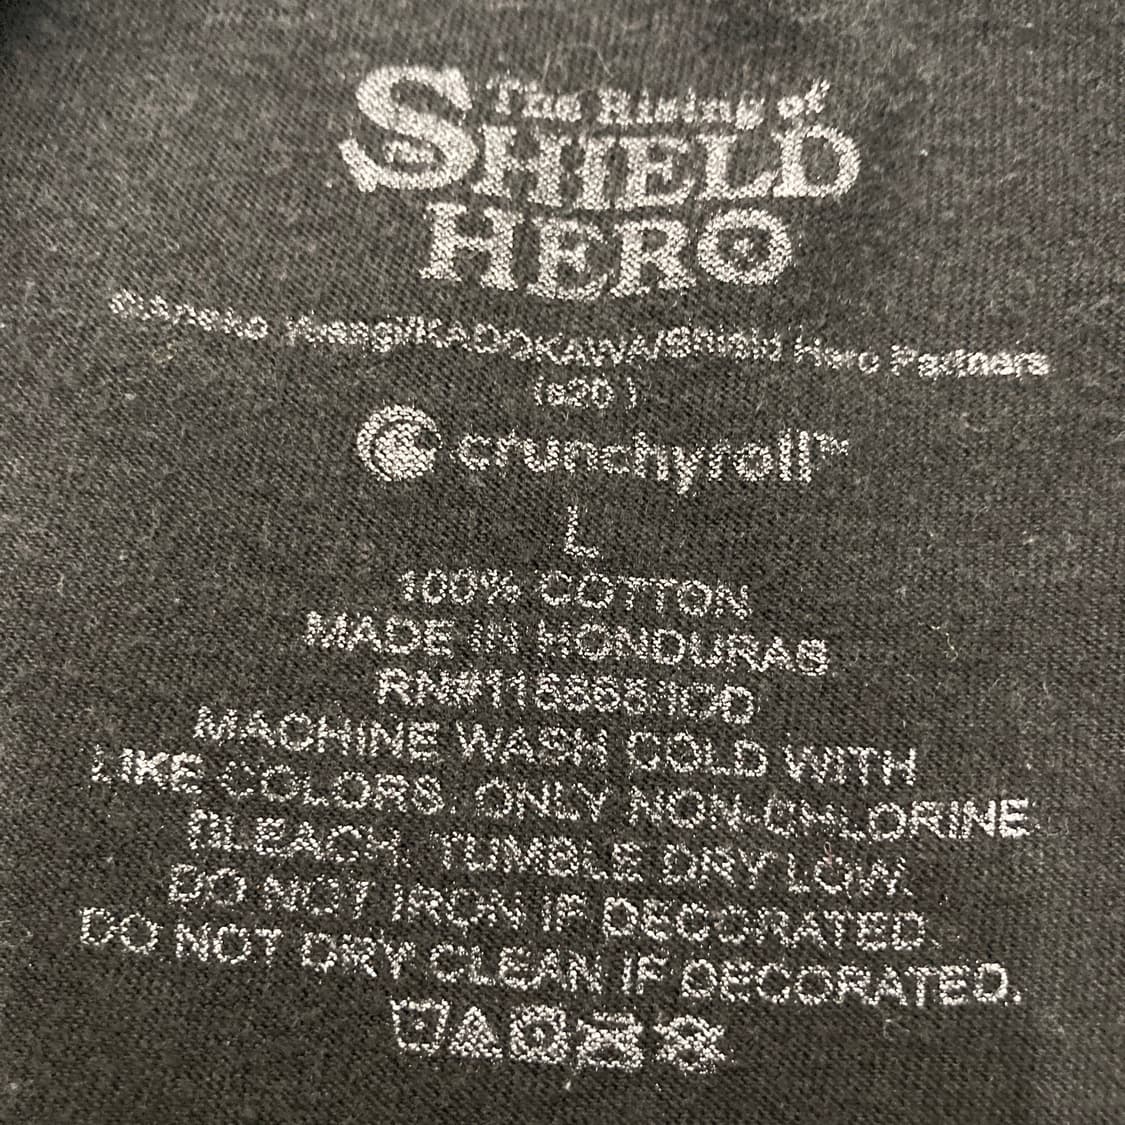 The Rising of
SHIELD
HERO
©Aneko Yusagi/KADOKAWA/Shield Hero Partners
(s20 )
crunchyroll™
L
100% COTTON
MADE IN HONDURAS
MACHINE WASH COLD WITH
LIKE COLORS. ONLY NON-CHLORINE
BLEACH. TUMBLE DRY LOW.
DO NOT IRON IF DECORATED.
DO NOT DRY CLEAN IF DECORATED.